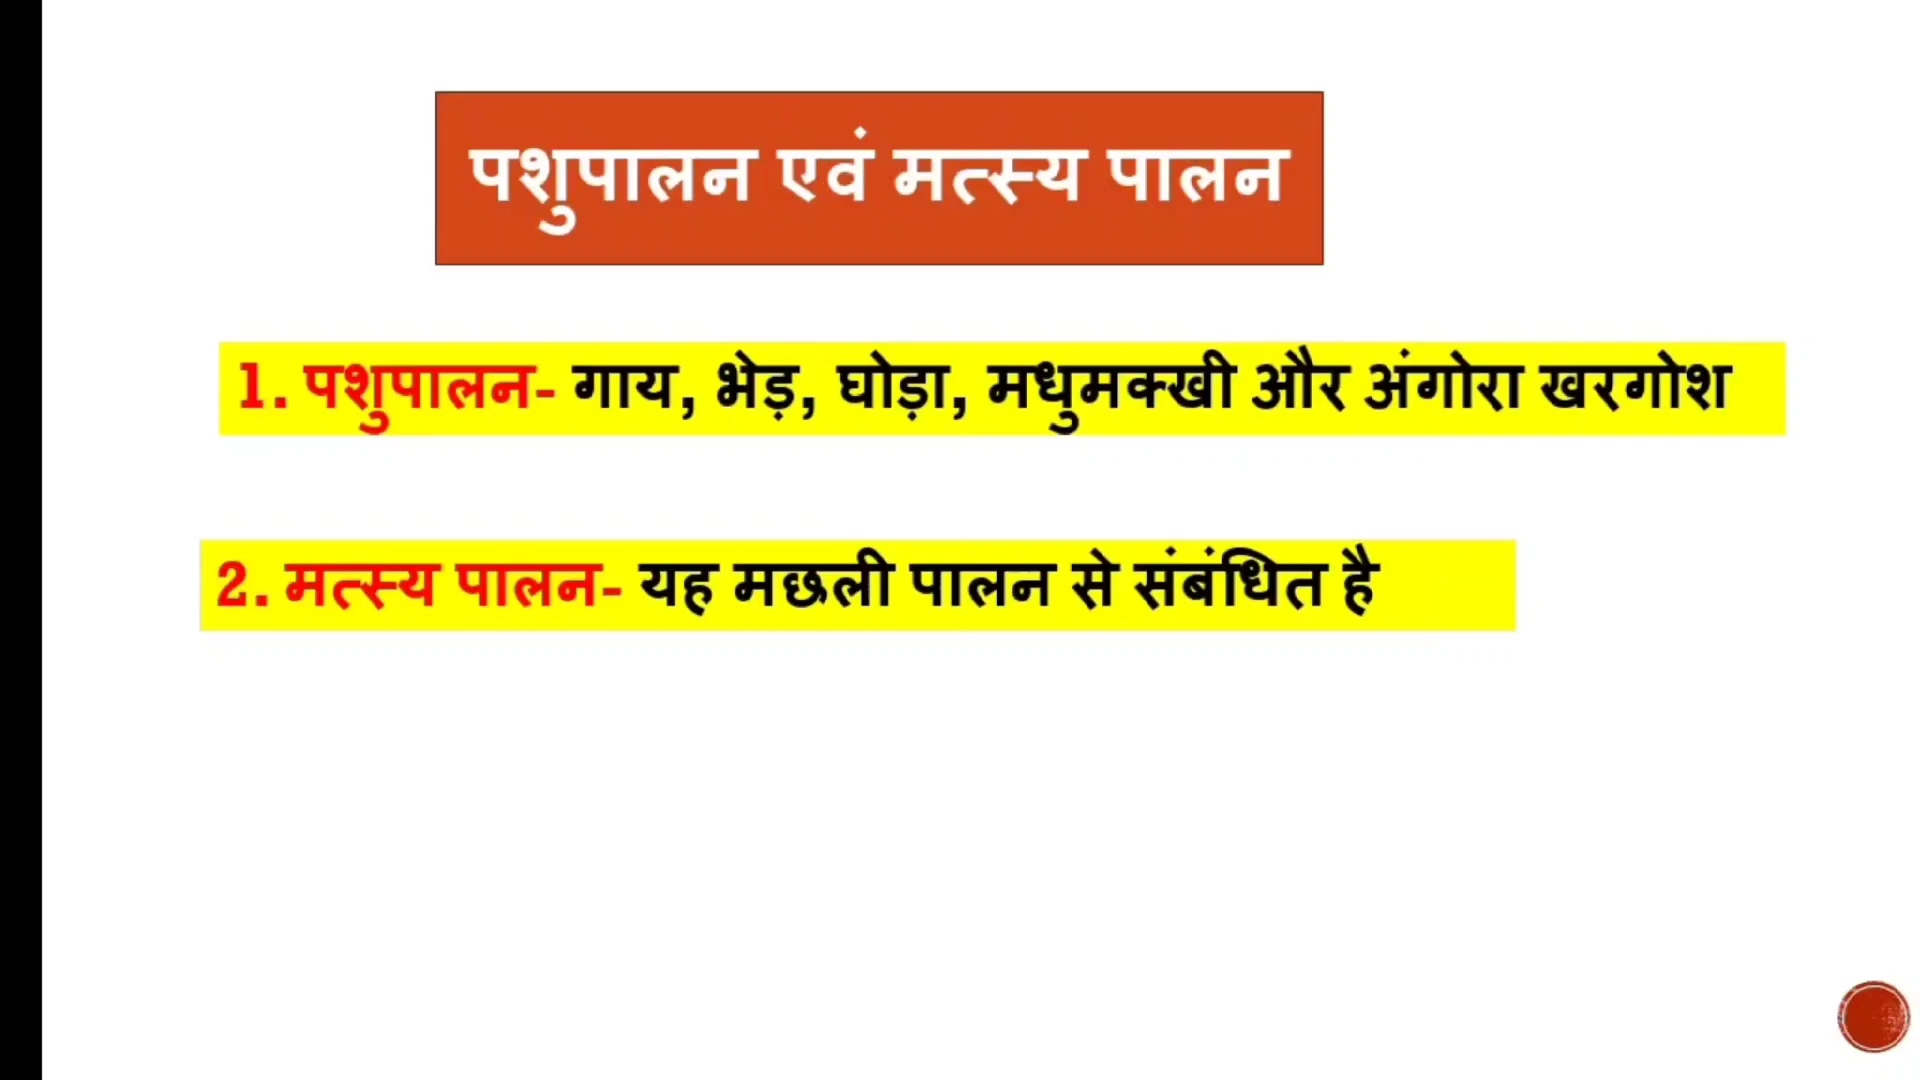 पशुपालन एवं मत्स्य पालन
1. पशुपालन- गाय, भेड़, घोड़ा, मधुमक्खी और अंगोरा खरगोश
2. मत्स्य पालन- यह मछली पालन से संबंधित है